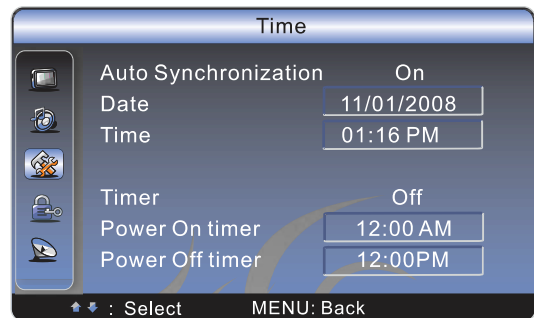 Time
Auto Synchronization On
Date 11/01/2008
Time 01:16 PM
Timer Off
Power On timer 12:00 AM
Power Off timer 12:00PM
: Select MENU: Back